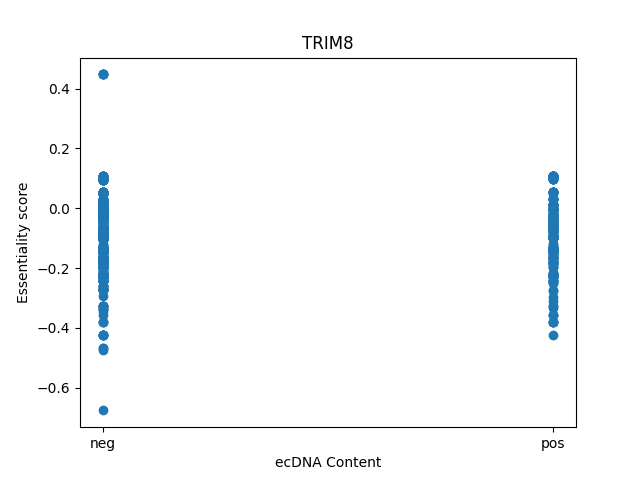 TRIM8
Essentiality score
0.4
0.2
0.0
−0.2
−0.4
−0.6
neg
pos
ecDNA Content